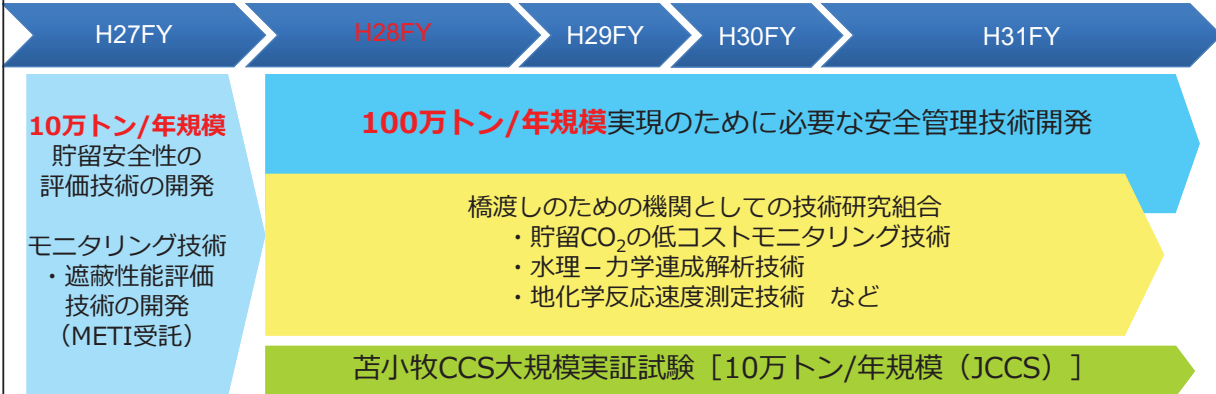 H27FY
H28FY
H29FY
H30FY
H31FY
10万トン/年規模
貯留安全性の
評価技術の開発
モニタリング技術
・遮蔽性能評価
技術の開発
（METI受託）
100万トン/年規模実現のために必要な安全管理技術開発
橋渡しのための機関としての技術研究組合
・貯留CO₂の低コストモニタリング技術
・水理－力学連成解析技術
・地化学反応速度測定技術　など
苫小牧CCS大規模実証試験［10万トン/年規模（JCCS）］